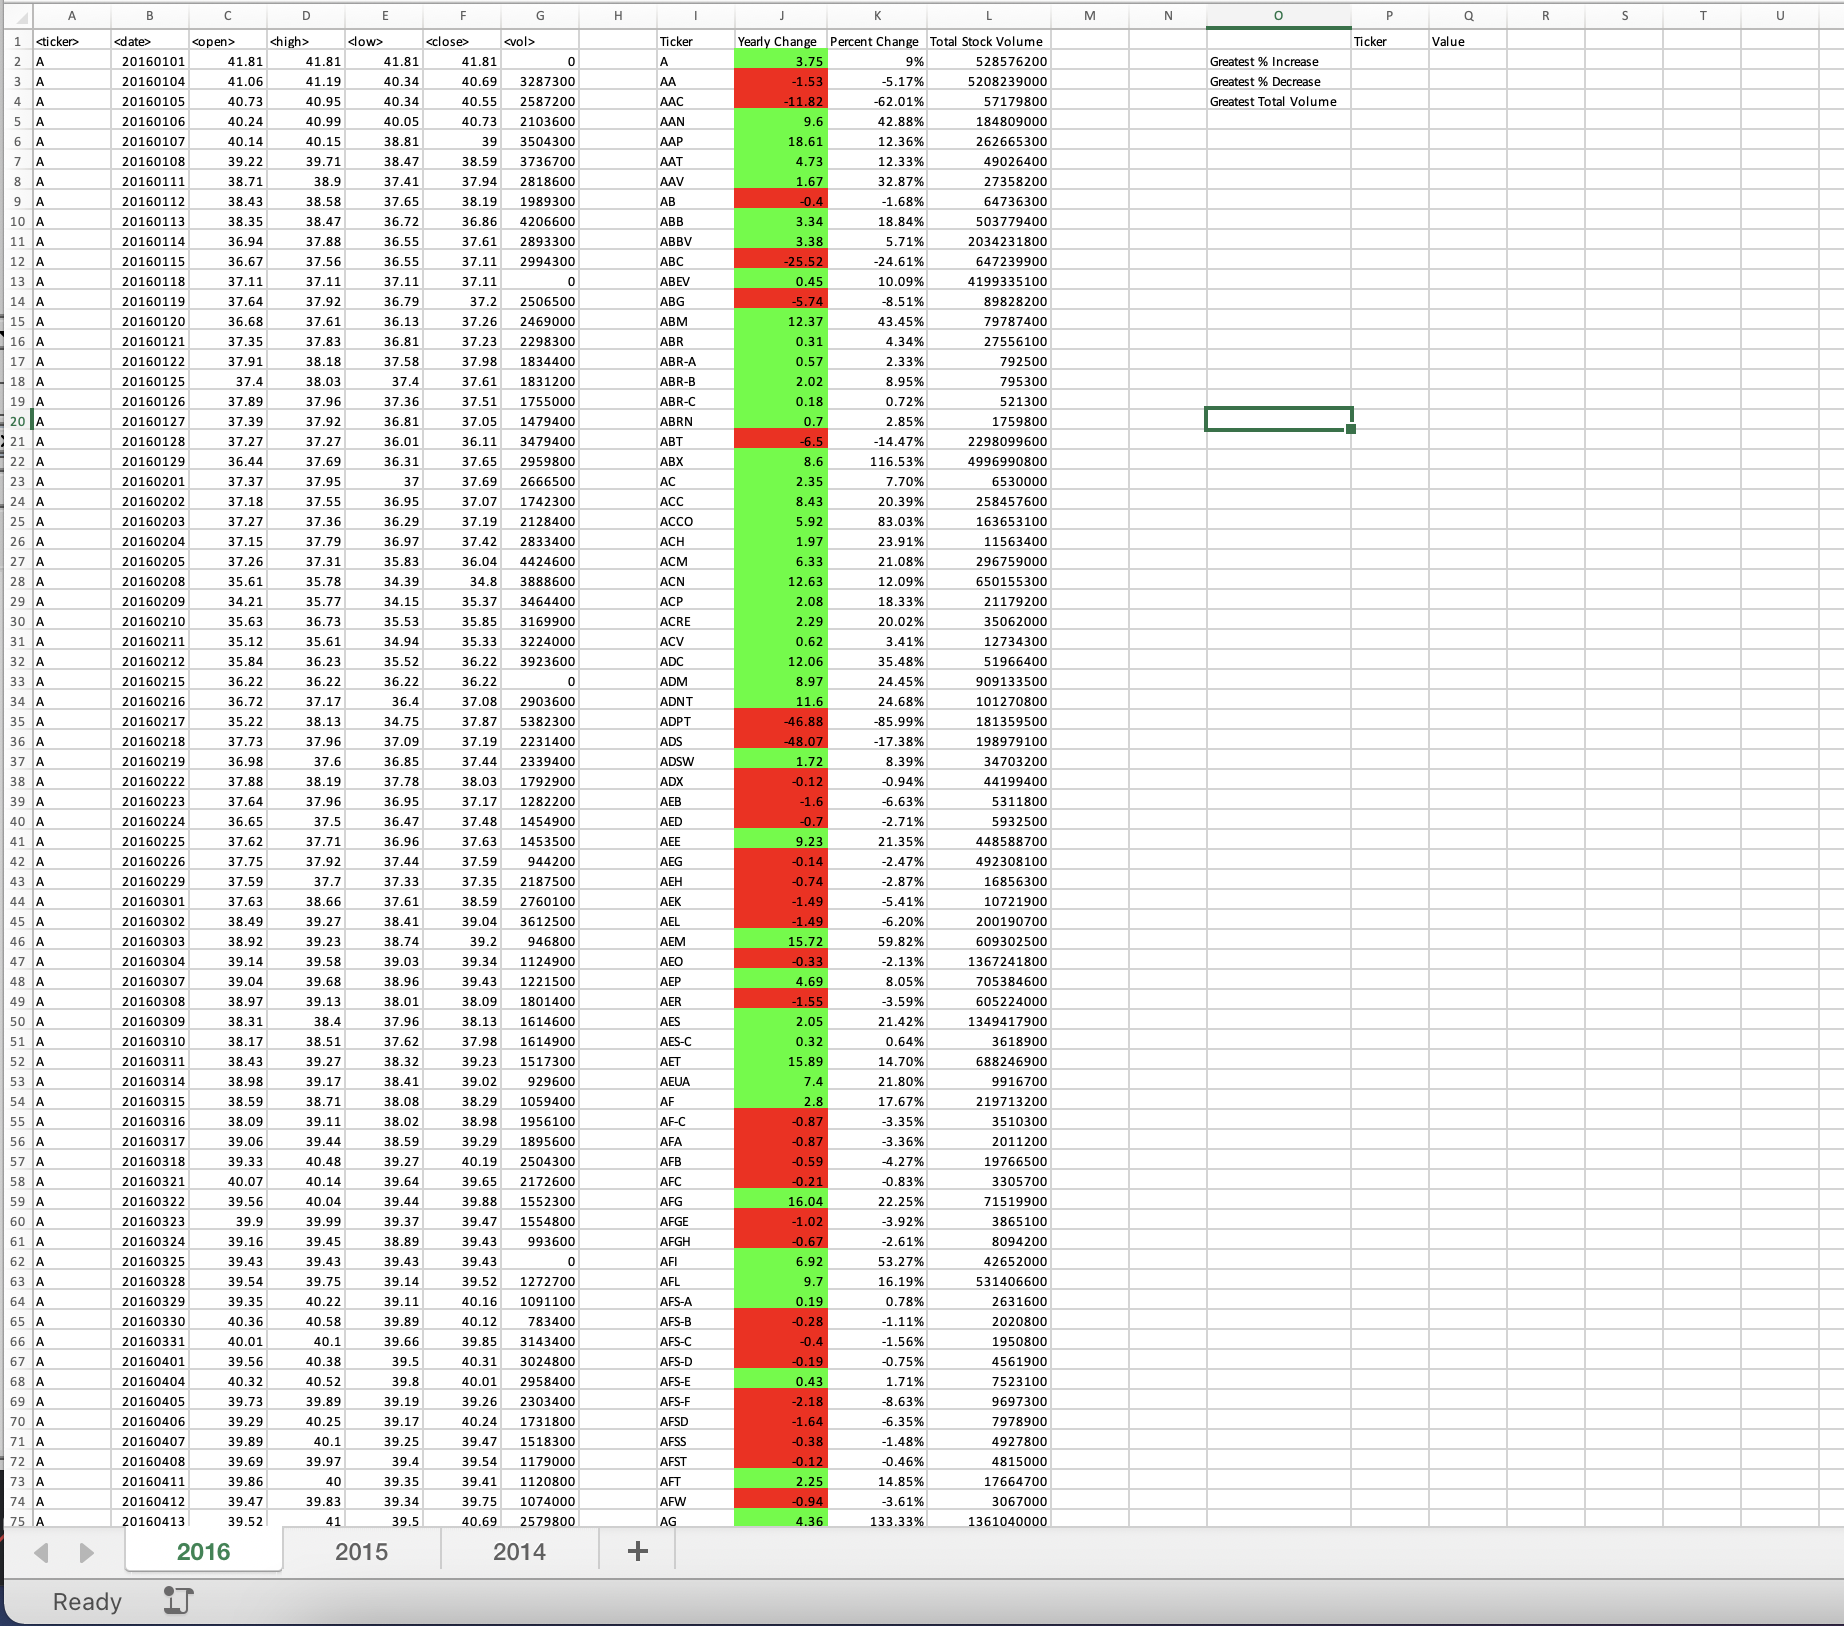 A B C D E F G H I J K L M N O P Q R S T U
1 <ticker> <date> <open> <high> <low> <close> <vol> Ticker Yearly Change Percent Change Total Stock Volume Ticker Value
2 A 20160101 41.81 41.81 41.81 41.81 0 A 3.75 9% 528576200 Greatest % Increase
3 A 20160104 41.06 41.19 40.34 40.69 3287300 AA -1.53 -5.17% 5208239000 Greatest % Decrease
4 A 20160105 40.73 40.95 40.34 40.55 2587200 AAC -11.82 -62.01% 57179800 Greatest Total Volume
5 A 20160106 40.24 40.99 40.05 40.73 2103600 AAN 9.6 42.88% 184809000
6 A 20160107 40.14 40.15 38.81 39 3504300 AAP 18.61 12.36% 262665300
7 A 20160108 39.22 39.71 38.47 38.59 3736700 AAT 4.73 12.33% 49026400
8 A 20160111 38.71 38.9 37.41 37.94 2818600 AAV 1.67 32.87% 27358200
9 A 20160112 38.43 38.58 37.65 38.19 1989300 AB -0.4 -1.68% 64736300
10 A 20160113 38.35 38.47 36.72 36.86 4206600 ABB 3.34 18.84% 503779400
11 A 20160114 36.94 37.88 36.55 37.61 2893300 ABBV 3.38 5.71% 2034231800
12 A 20160115 36.67 37.56 36.55 37.11 2994300 ABC -25.52 -24.61% 647239900
13 A 20160118 37.11 37.11 37.11 37.11 0 ABEV 0.45 10.09% 4199335100
14 A 20160119 37.64 37.92 36.79 37.2 2506500 ABG -5.74 -8.51% 89828200
15 A 20160120 36.68 37.61 36.13 37.26 2469000 ABM 12.37 43.45% 79787400
16 A 20160121 37.35 37.83 36.81 37.23 2298300 ABR 0.31 4.34% 27556100
17 A 20160122 37.91 38.18 37.58 37.98 1834400 ABR-A 0.57 2.33% 792500
18 A 20160125 37.4 38.03 37.4 37.61 1831200 ABR-B 2.02 8.95% 795300
19 A 20160126 37.89 37.96 37.36 37.51 1755000 ABR-C 0.18 0.72% 521300
20 A 20160127 37.39 37.92 36.81 37.05 1479400 ABRN 0.7 2.85% 1759800
21 A 20160128 37.27 37.27 36.01 36.11 3479400 ABT -6.5 -14.47% 2298099600
22 A 20160129 36.44 37.69 36.31 37.65 2959800 ABX 8.6 116.53% 4996990800
23 A 20160201 37.37 37.95 37 37.69 2666500 AC 2.35 7.70% 6530000
24 A 20160202 37.18 37.55 36.95 37.07 1742300 ACC 8.43 20.39% 258457600
25 A 20160203 37.27 37.36 36.29 37.19 2128400 ACCO 5.92 83.03% 163653100
26 A 20160204 37.15 37.79 36.97 37.42 2833400 ACH 1.97 23.91% 11563400
27 A 20160205 37.26 37.31 35.83 36.04 4424600 ACM 6.33 21.08% 296759000
28 A 20160208 35.61 35.78 34.39 34.8 3888600 ACN 12.63 12.09% 650155300
29 A 20160209 34.21 35.77 34.15 35.37 3464400 ACP 2.08 18.33% 21179200
30 A 20160210 35.63 36.73 35.53 35.85 3169900 ACRE 2.29 20.02% 35062000
31 A 20160211 35.12 35.61 34.94 35.33 3224000 ACV 0.62 3.41% 12734300
32 A 20160212 35.84 36.23 35.52 36.22 3923600 ADC 12.06 35.48% 51966400
33 A 20160215 36.22 36.22 36.22 36.22 0 ADM 8.97 24.45% 909133500
34 A 20160216 36.72 37.17 36.4 37.08 2903600 ADNT 11.6 24.68% 101270800
35 A 20160217 35.22 38.13 34.75 37.87 5382300 ADPT -46.88 -85.99% 181359500
36 A 20160218 37.73 37.96 37.09 37.19 2231400 ADS -48.07 -17.38% 198979100
37 A 20160219 36.98 37.6 36.85 37.44 2339400 ADSW 1.72 8.39% 34703200
38 A 20160222 37.88 38.19 37.78 38.03 1792900 ADX -0.12 -0.94% 44199400
39 A 20160223 37.64 37.96 36.95 37.17 1282200 AEB -1.6 -6.63% 5311800
40 A 20160224 36.65 37.5 36.47 37.48 1454900 AED -0.7 -2.71% 5932500
41 A 20160225 37.62 37.71 36.96 37.63 1453500 AEE 9.23 21.35% 448588700
42 A 20160226 37.75 37.92 37.44 37.59 944200 AEG -0.14 -2.47% 492308100
43 A 20160229 37.59 37.7 37.33 37.35 2187500 AEH -0.74 -2.87% 16856300
44 A 20160301 37.63 38.66 37.61 38.59 2760100 AEK -1.49 -5.41% 10721900
45 A 20160302 38.49 39.27 38.41 39.04 3612500 AEL -1.49 -6.20% 200190700
46 A 20160303 38.92 39.23 38.74 39.2 946800 AEM 15.72 59.82% 609302500
47 A 20160304 39.14 39.58 39.03 39.34 1124900 AEO -0.33 -2.13% 1367241800
48 A 20160307 39.04 39.68 38.96 39.43 1221500 AEP 4.69 8.05% 705384600
49 A 20160308 38.97 39.13 38.01 38.09 1801400 AER -1.55 -3.59% 605224000
50 A 20160309 38.31 38.4 37.96 38.13 1614600 AES 2.05 21.42% 1349417900
51 A 20160310 38.17 38.51 37.62 37.98 1614900 AES-C 0.32 0.64% 3618900
52 A 20160311 38.43 39.27 38.32 39.23 1517300 AET 15.89 14.70% 688246900
53 A 20160314 38.98 39.17 38.41 39.02 929600 AEUA 7.4 21.80% 9916700
54 A 20160315 38.59 38.71 38.08 38.29 1059400 AF 2.8 17.67% 219713200
55 A 20160316 38.09 39.11 38.02 38.98 1956100 AF-C -0.87 -3.35% 3510300
56 A 20160317 39.06 39.44 38.59 39.29 1895600 AFA -0.87 -3.36% 2011200
57 A 20160318 39.33 40.48 39.27 40.19 2504300 AFB -0.59 -4.27% 19766500
58 A 20160321 40.07 40.14 39.64 39.65 2172600 AFC -0.21 -0.83% 3305700
59 A 20160322 39.56 40.04 39.44 39.88 1552300 AFG 16.04 22.25% 71519900
60 A 20160323 39.9 39.99 39.37 39.47 1554800 AFGE -1.02 -3.92% 3865100
61 A 20160324 39.16 39.45 38.89 39.43 993600 AFGH -0.67 -2.61% 8094200
62 A 20160325 39.43 39.43 39.43 39.43 0 AFI 6.92 53.27% 42652000
63 A 20160328 39.54 39.75 39.14 39.52 1272700 AFL 9.7 16.19% 531406600
64 A 20160329 39.35 40.22 39.11 40.16 1091100 AFS-A 0.19 0.78% 2631600
65 A 20160330 40.36 40.58 39.89 40.12 783400 AFS-B -0.28 -1.11% 2020800
66 A 20160331 40.01 40.1 39.66 39.85 3143400 AFS-C -0.4 -1.56% 1950800
67 A 20160401 39.56 40.38 39.5 40.31 3024800 AFS-D -0.19 -0.75% 4561900
68 A 20160404 40.32 40.52 39.8 40.01 2958400 AFS-E 0.43 1.71% 7523100
69 A 20160405 39.73 39.89 39.19 39.26 2303400 AFS-F -2.18 -8.63% 9697300
70 A 20160406 39.29 40.25 39.17 40.24 1731800 AFSD -1.64 -6.35% 7978900
71 A 20160407 39.89 40.1 39.25 39.47 1518300 AFSS -0.38 -1.48% 4927800
72 A 20160408 39.69 39.97 39.4 39.54 1179000 AFST -0.12 -0.46% 4815000
73 A 20160411 39.86 40 39.35 39.41 1120800 AFT 2.25 14.85% 17664700
74 A 20160412 39.47 39.83 39.34 39.75 1074000 AFW -0.94 -3.61% 3067000
75 A 20160413 39.52 41 39.5 40.69 2579800 AG 4.36 133.33% 1361040000
2016 2015 2014
Ready